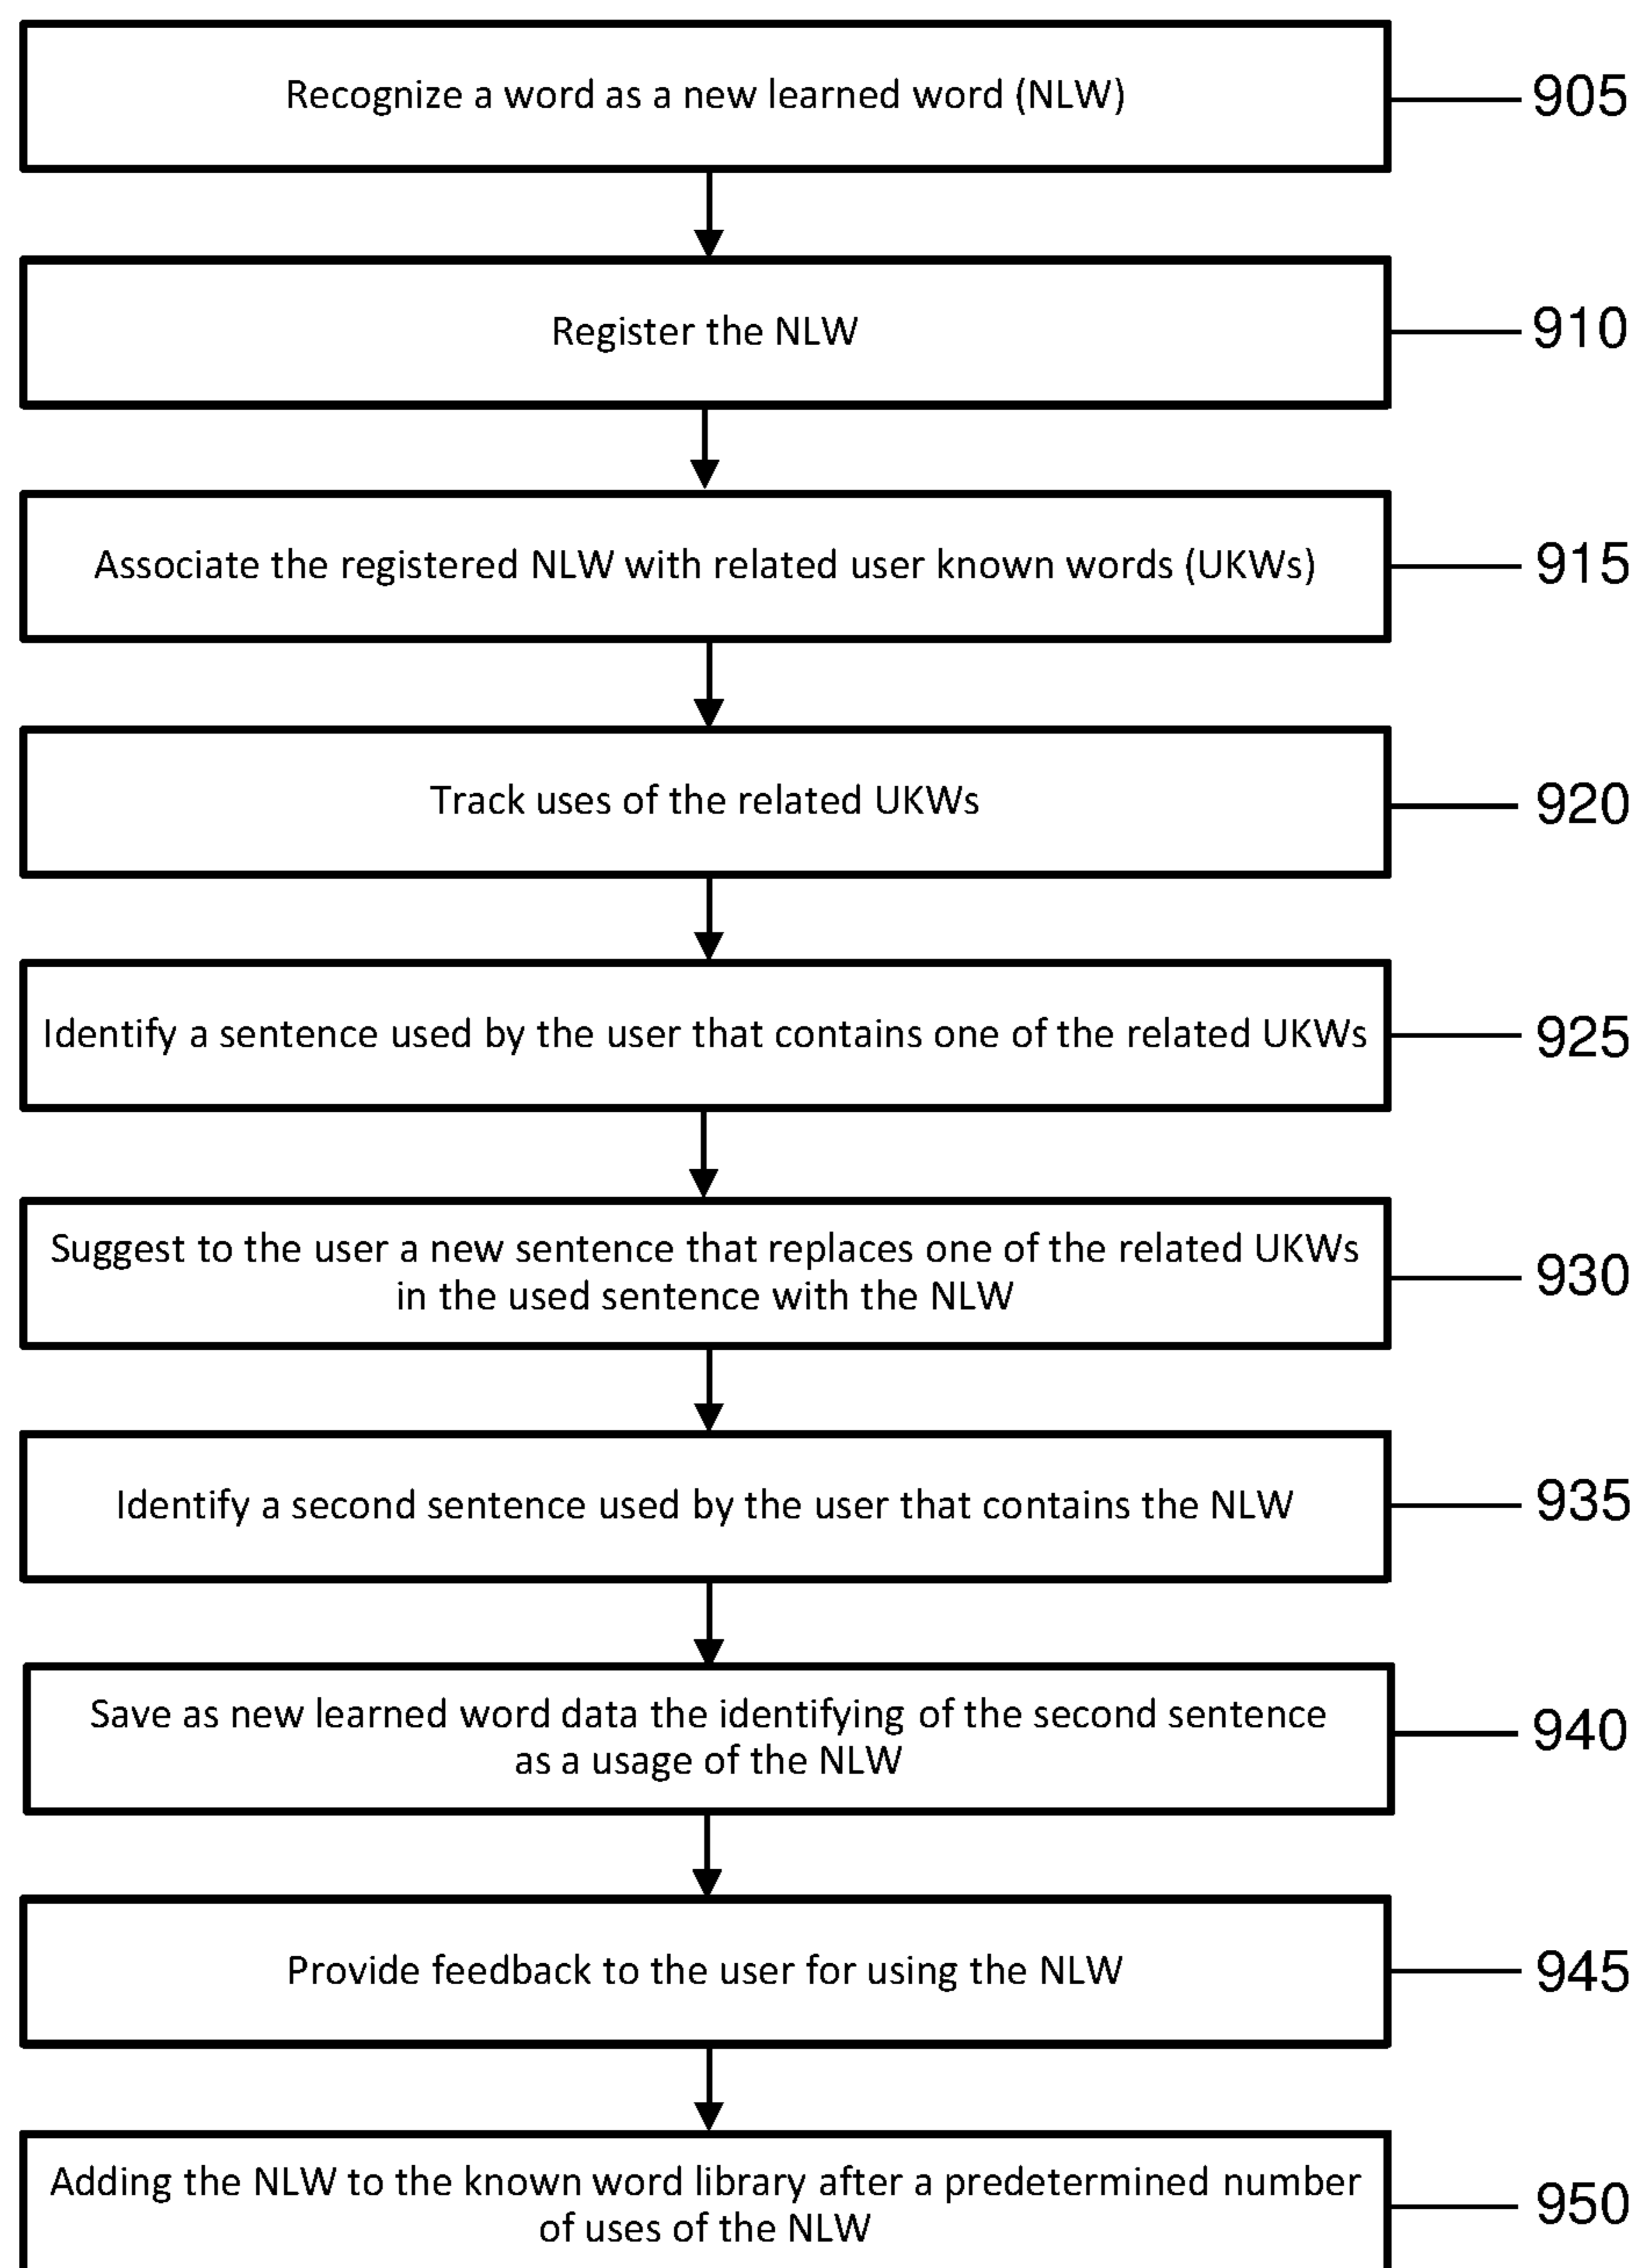 Recognize a word as a new learned word (NLW)
905
Register the NLW
910
Associate the registered NLW with related user known words (UKWs)
915
Track uses of the related UKWs
920
Identify a sentence used by the user that contains one of the related UKWs
925
Suggest to the user a new sentence that replaces one of the related UKWs
in the used sentence with the NLW
930
Identify a second sentence used by the user that contains the NLW
935
Save as new learned word data the identifying of the second sentence
as a usage of the NLW
940
Provide feedback to the user for using the NLW
945
Adding the NLW to the known word library after a predetermined number
of uses of the NLW
950